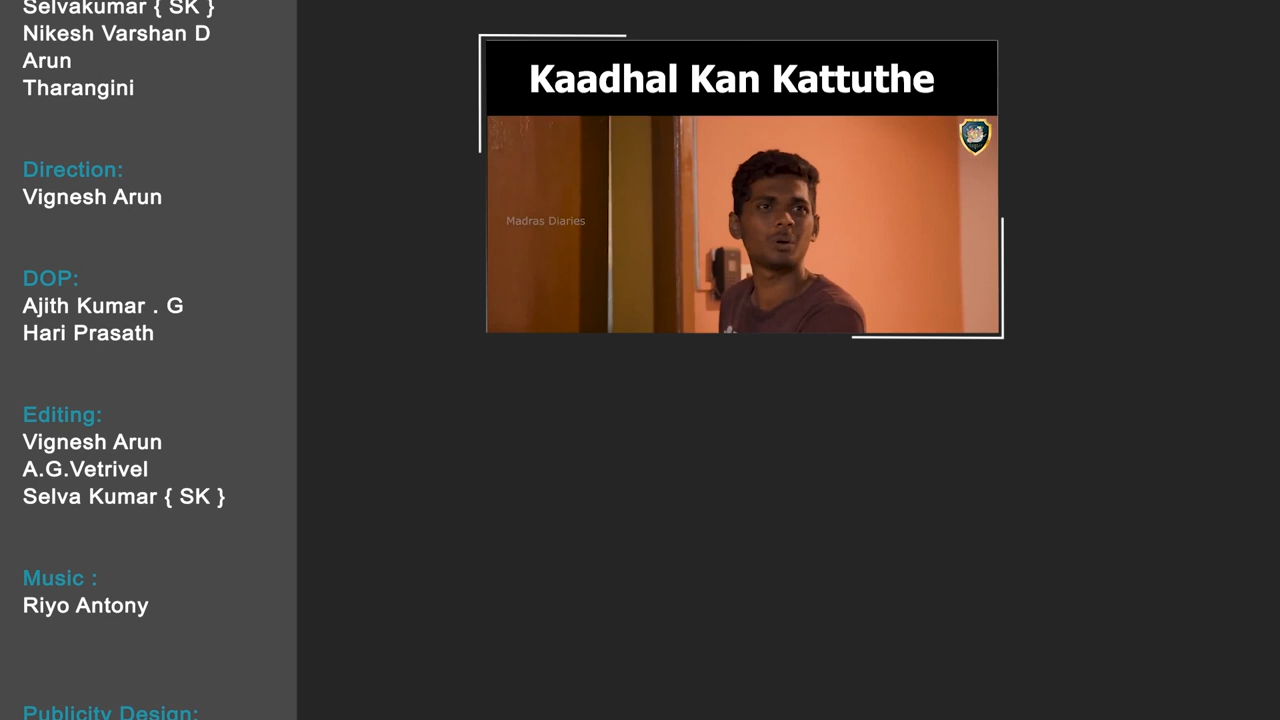 Selvakumar { SK }
Nikesh Varshan D
Arun
Tharangini
Direction:
Vignesh Arun
DOP:
Ajith Kumar . G
Hari Prasath
Editing:
Vignesh Arun
A.G.Vetrivel
Selva Kumar { SK }
Music :
Riyo Antony
Publicity Design:
Kaadhal Kan Kattuthe
Madras Diaries